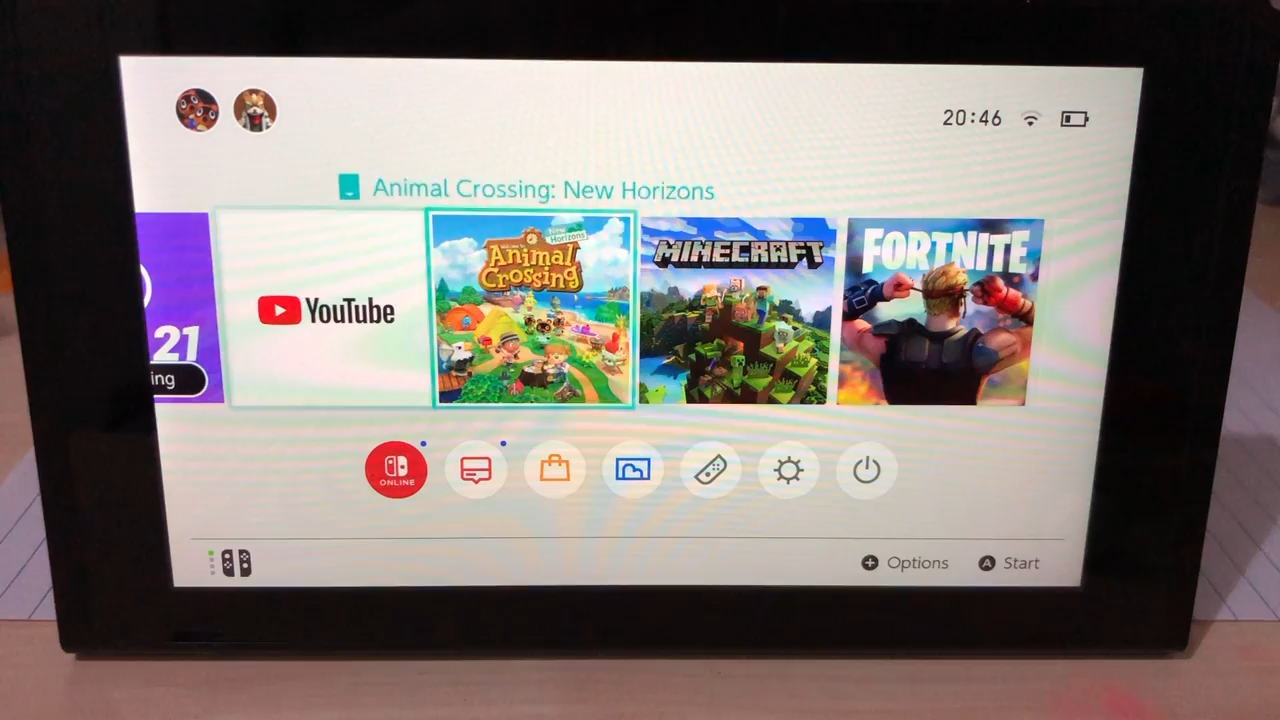 20:46
Animal Crossing: New Horizons
21
ing
YouTube
New
Horizons
Animal
Crossing
MINECRAFT
FORTNITE
ONLINE
+ Options
A Start